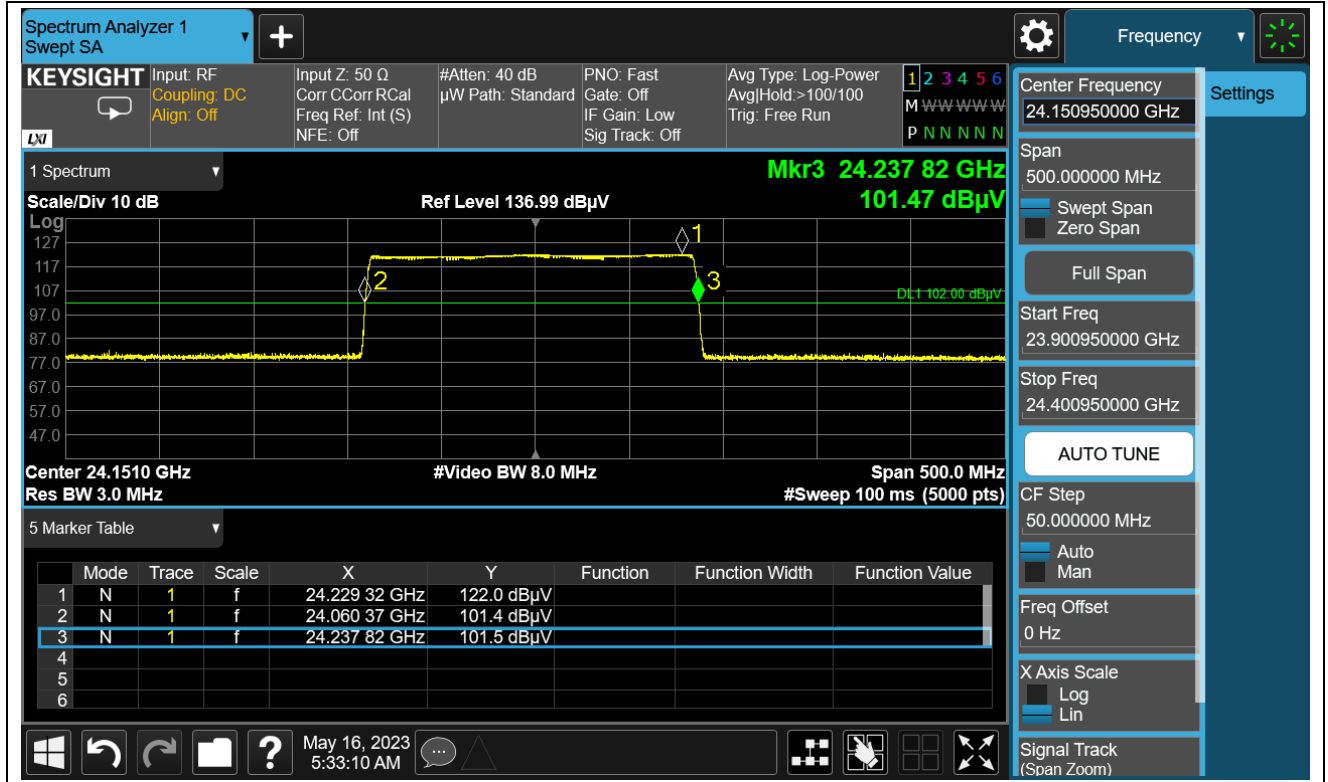 Spectrum Analyzer 1
Swept SA
Frequency
KEYSIGHT
LXI
Input: RF
Coupling: DC
Align: Off
Input Z: 50 Ω
Corr CCorr RCal
Freq Ref: Int (S)
NFE: Off
#Atten: 40 dB
µW Path: Standard
PNO: Fast
Gate: Off
IF Gain: Low
Sig Track: Off
Avg Type: Log-Power
Avg|Hold:>100/100
Trig: Free Run
1 2 3 4 5 6
M W W W W W
P N N N N N
1 Spectrum
Mkr3 24.237 82 GHz
Scale/Div 10 dB
Ref Level 136.99 dBµV
101.47 dBµV
Log
127
117
107
97.0
87.0
77.0
67.0
57.0
47.0
1
2
3
DL1 102.00 dBµV
Center 24.1510 GHz
#Video BW 8.0 MHz
Span 500.0 MHz
Res BW 3.0 MHz
#Sweep 100 ms (5000 pts)
5 Marker Table
Mode Trace Scale X Y Function Function Width Function Value
1 N 1 f 24.229 32 GHz 122.0 dBµV
2 N 1 f 24.060 37 GHz 101.4 dBµV
3 N 1 f 24.237 82 GHz 101.5 dBµV
4
5
6
?
May 16, 2023
5:33:10 AM
Settings
Center Frequency
24.150950000 GHz
Span
500.000000 MHz
Swept Span
Zero Span
Full Span
Start Freq
23.900950000 GHz
Stop Freq
24.400950000 GHz
AUTO TUNE
CF Step
50.000000 MHz
Auto
Man
Freq Offset
0 Hz
X Axis Scale
Log
Lin
Signal Track
(Span Zoom)